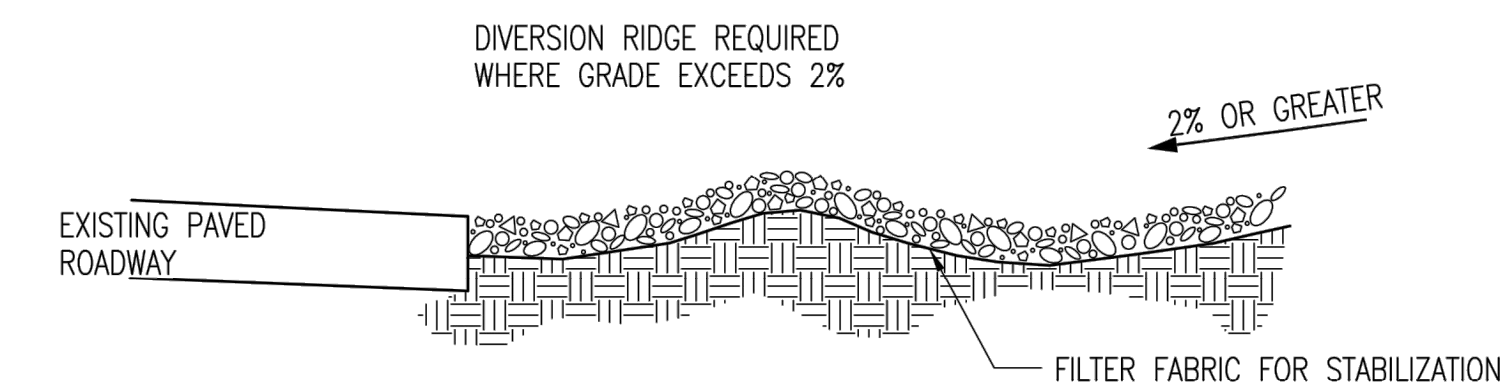 DIVERSION RIDGE REQUIRED
WHERE GRADE EXCEEDS 2%
2% OR GREATER
EXISTING PAVED
ROADWAY
FILTER FABRIC FOR STABILIZATION